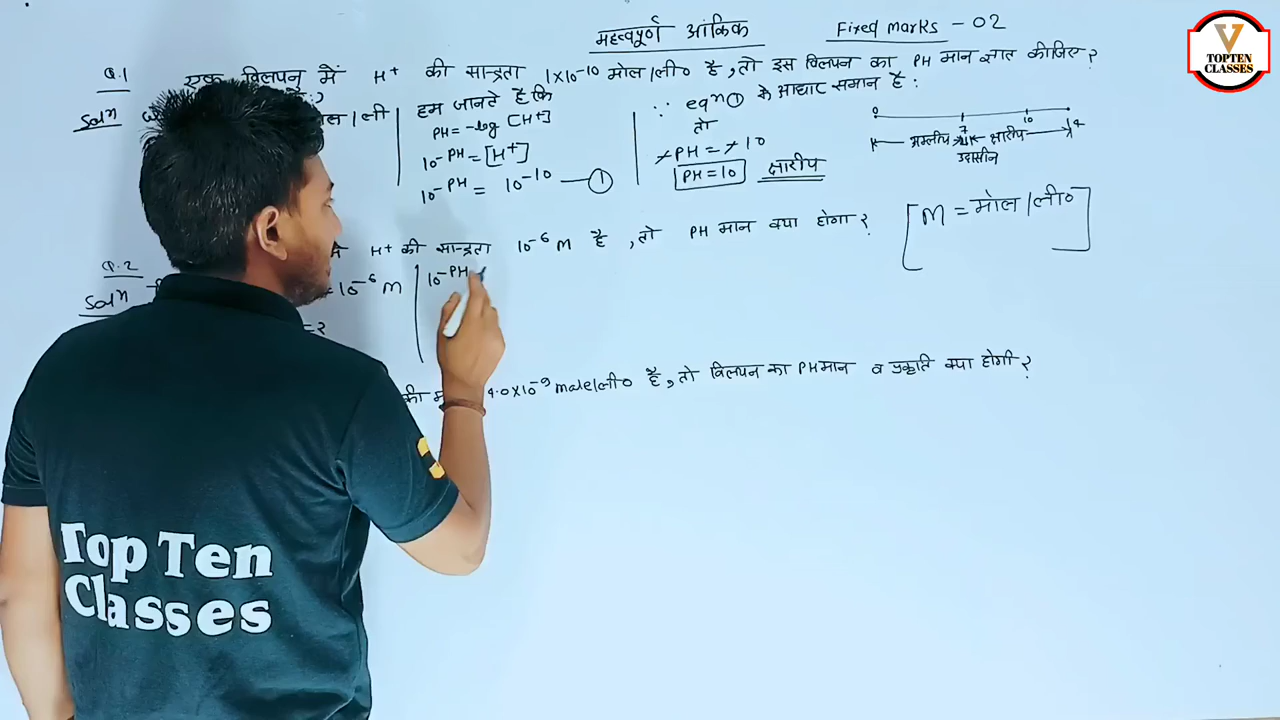 महत्वपूर्ण आंकिक Fixed marks - 02
Q.1 एक विलयन में H+ की सान्द्रता 1×10-10 मोल/ली० है, तो इस विलयन का PH मान ज्ञात कीजिए?
Solⁿ /ली
हम जानते है कि
PH = -log [H+]
10-PH = [H+]
10-PH = 10-10 — ①
∵ eqⁿ ① के आधार समान है:
तो
-PH = -10
PH = 10 क्षारीय
0 7 10 14
अम्लीय क्षारीय
उदासीन
[M = मोल/ली०]
Q.2 H+ की सान्द्रता 10-6 M है, तो PH मान क्या होगा?
Solⁿ = 10-6 M
= ?
10-PH
की 4.0×10-9 mole/ली० है, तो विलयन का PH मान व प्रकृति क्या होगी?
V
TOPTEN
CLASSES
Top Ten
Classes